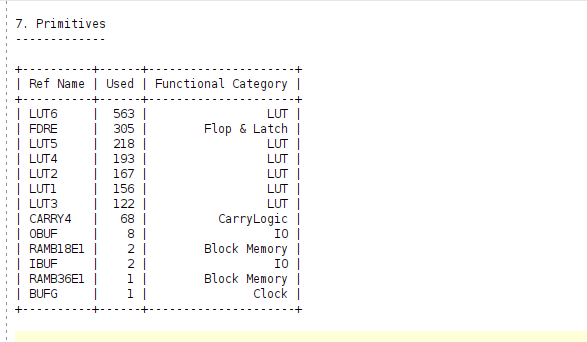 7. Primitives
-------------
+----------+------+---------------------+
| Ref Name | Used | Functional Category |
+----------+------+---------------------+
| LUT6     |  563 |                 LUT |
| FDRE     |  305 |        Flop & Latch |
| LUT5     |  218 |                 LUT |
| LUT4     |  193 |                 LUT |
| LUT2     |  167 |                 LUT |
| LUT1     |  156 |                 LUT |
| LUT3     |  122 |                 LUT |
| CARRY4   |   68 |          CarryLogic |
| OBUF     |    8 |                  IO |
| RAMB18E1 |    2 |        Block Memory |
| IBUF     |    2 |                  IO |
| RAMB36E1 |    1 |        Block Memory |
| BUFG     |    1 |               Clock |
+----------+------+---------------------+